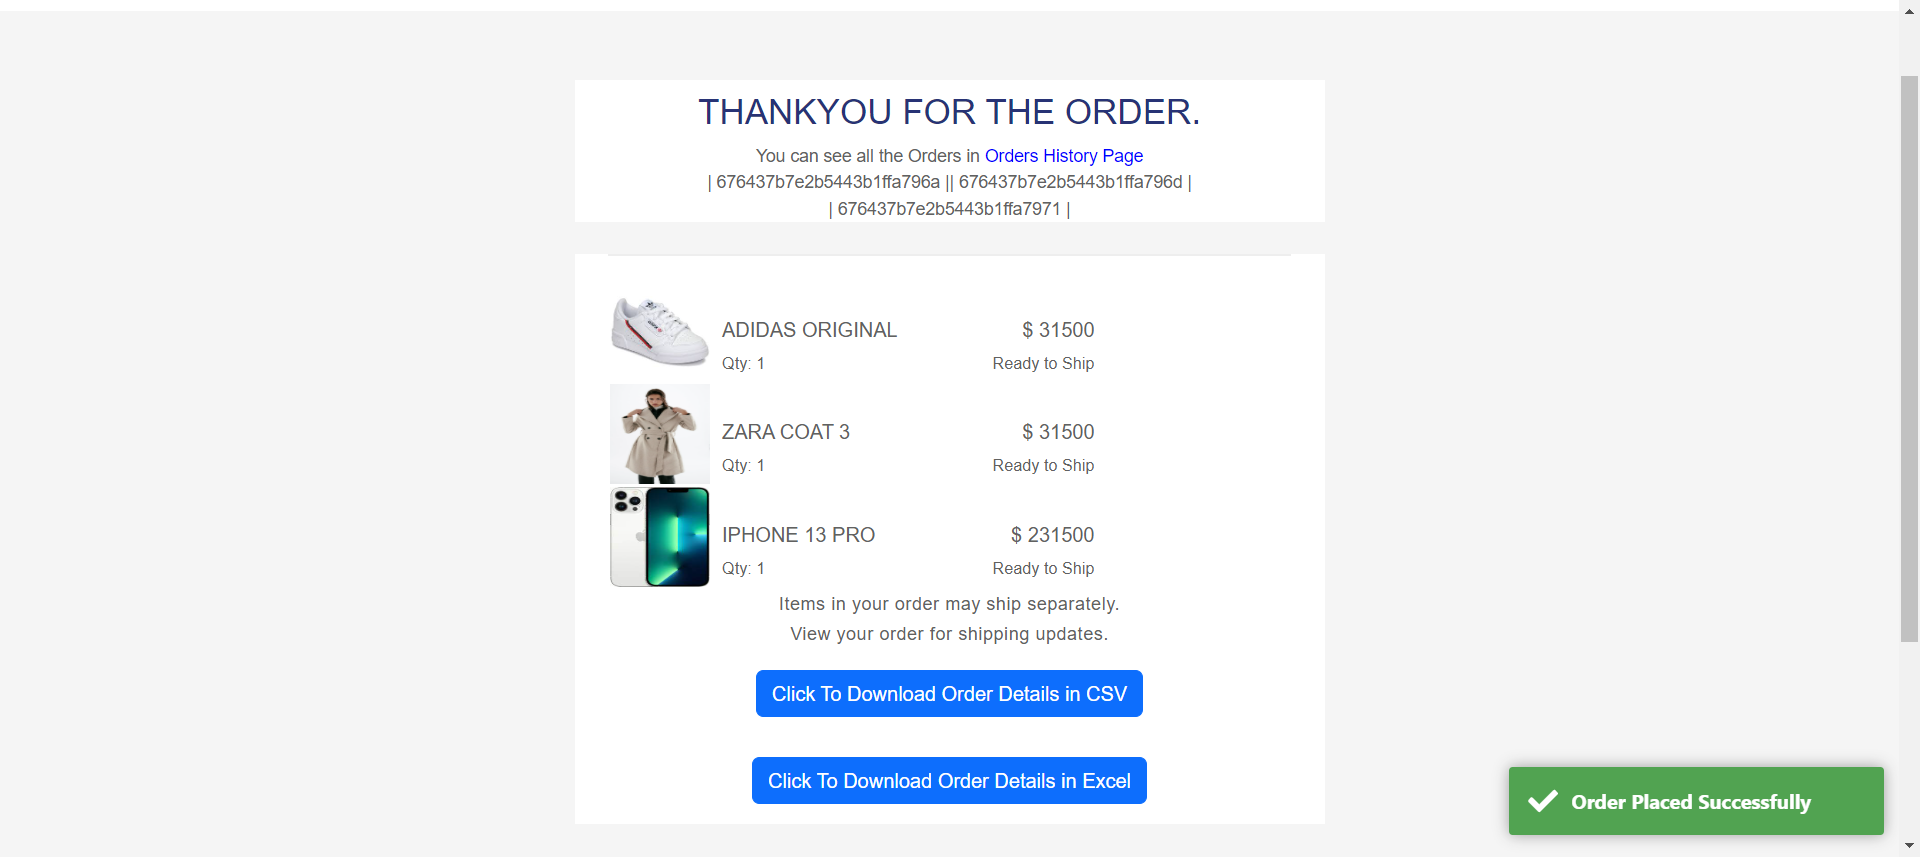 THANKYOU FOR THE ORDER.
You can see all the Orders in Orders History Page
| 676437b7e2b5443b1ffa796a || 676437b7e2b5443b1ffa796d |
| 676437b7e2b5443b1ffa7971 |
ADIDAS ORIGINAL $ 31500
Qty: 1 Ready to Ship
ZARA COAT 3 $ 31500
Qty: 1 Ready to Ship
IPHONE 13 PRO $ 231500
Qty: 1 Ready to Ship
Items in your order may ship separately.
View your order for shipping updates.
Click To Download Order Details in CSV
Click To Download Order Details in Excel
Order Placed Successfully